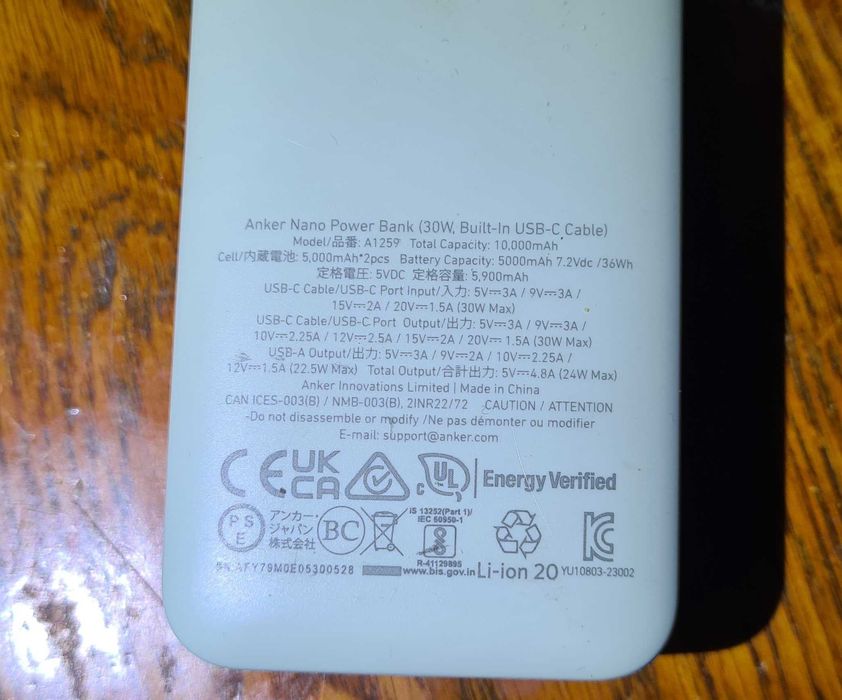 Anker Nano Power Bank (30W, Built-In USB-C Cable)
Model/品番: A1259 Total Capacity: 10,000mAh
Cell/内蔵電池: 5,000mAh*2pcs Battery Capacity: 5000mAh 7.2Vdc /36Wh
定格電圧: 5VDC 定格容量: 5,900mAh
USB-C Cable/USB-C Port Input/入力: 5V⎓3A / 9V⎓3A /
15V⎓2A / 20V⎓1.5A (30W Max)
USB-C Cable/USB-C Port Output/出力: 5V⎓3A / 9V⎓3A /
10V⎓2.25A / 12V⎓2.5A / 15V⎓2A / 20V⎓ 1.5A (30W Max)
USB-A Output/出力: 5V⎓3A / 9V⎓2A / 10V⎓2.25A /
12V⎓1.5A (22.5W Max) Total Output/合計出力: 5V⎓4.8A (24W Max)
Anker Innovations Limited | Made in China
CAN ICES-003(B) / NMB-003(B), 2INR22/72 CAUTION / ATTENTION
-Do not disassemble or modify /Ne pas démonter ou modifier
E-mail: support@anker.com
CE UK CA c UL Energy Verified
PSE アンカー・
ジャパン
株式会社
BC
IS 13252(Part 1)/
IEC 60950-1
R-41129895
www.bis.gov.in
Li-ion 20
KC
YU10803-23002
SN:AFY79M0E05300528